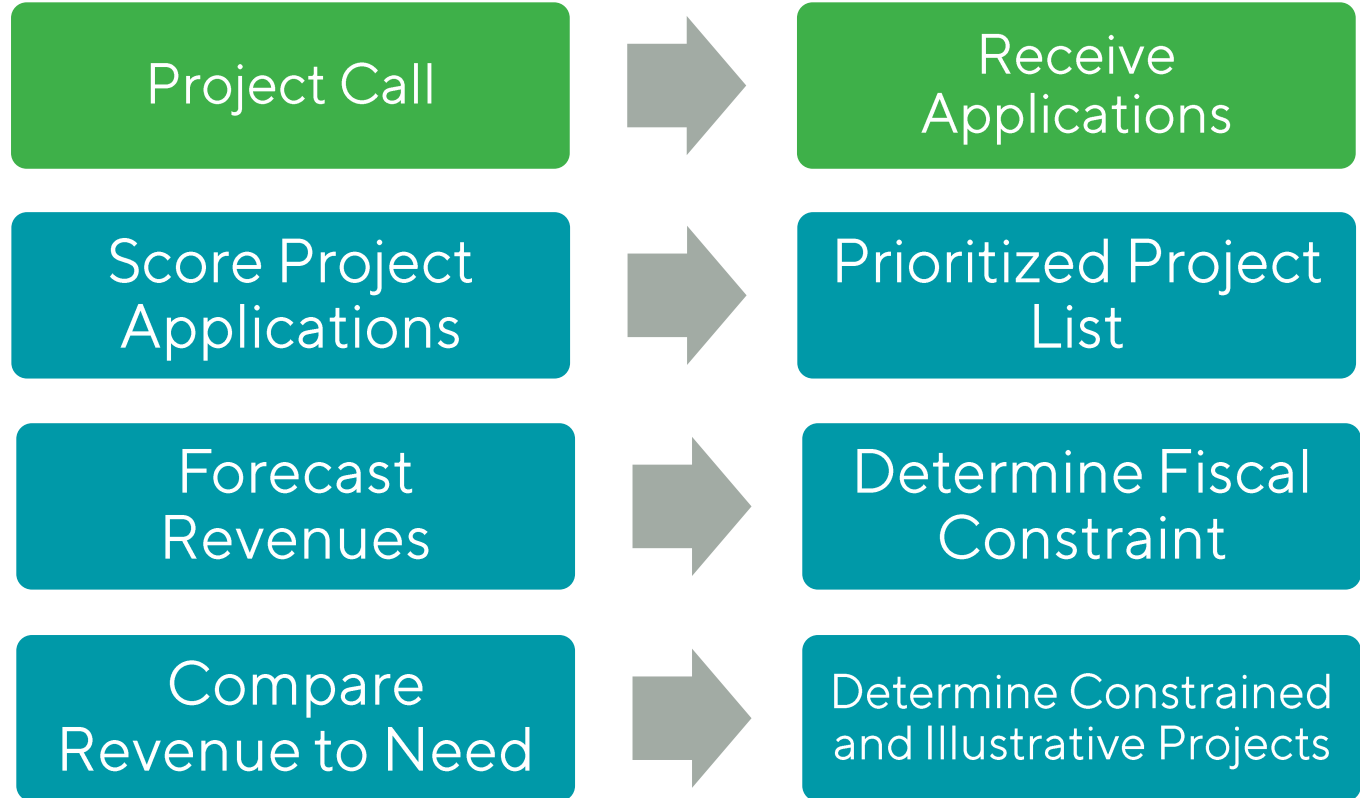 Project Call
Receive
Applications
Score Project
Applications
Prioritized Project
List
Forecast
Revenues
Determine Fiscal
Constraint
Compare
Revenue to Need
Determine Constrained
and Illustrative Projects